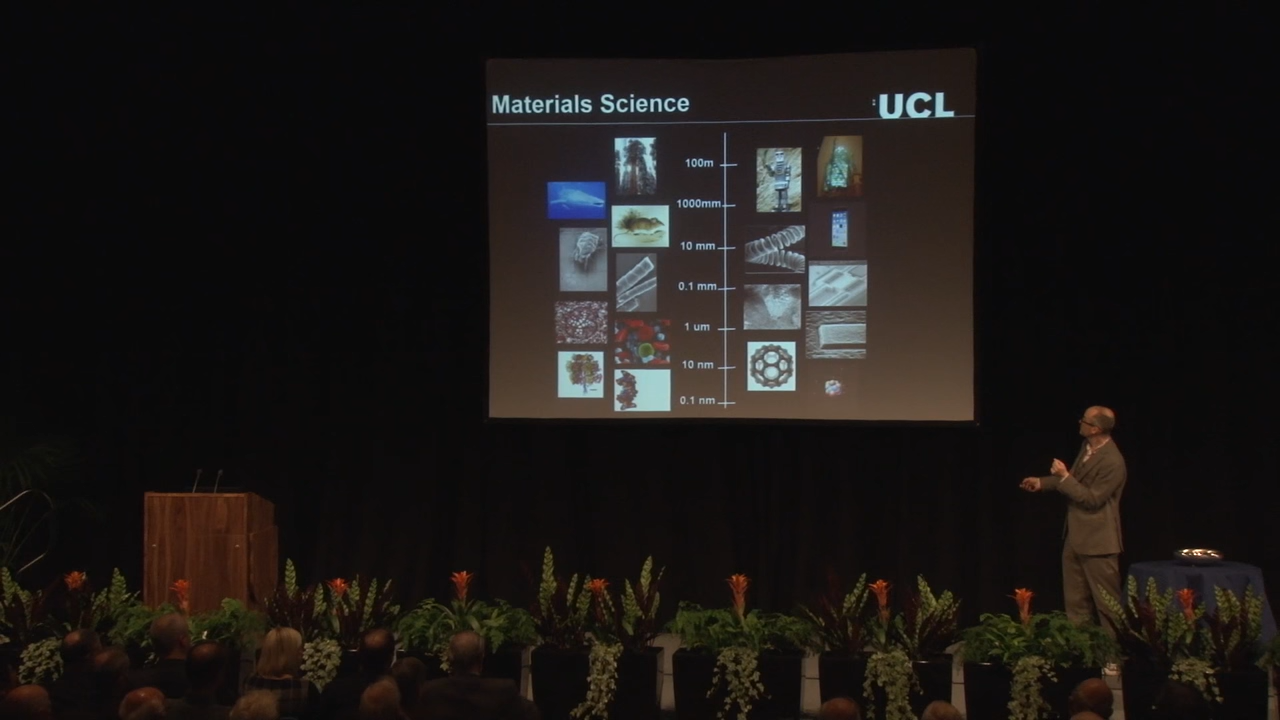 Materials Science
UCL
100m
1000mm
10 mm
0.1 mm
1 um
10 nm
0.1 nm